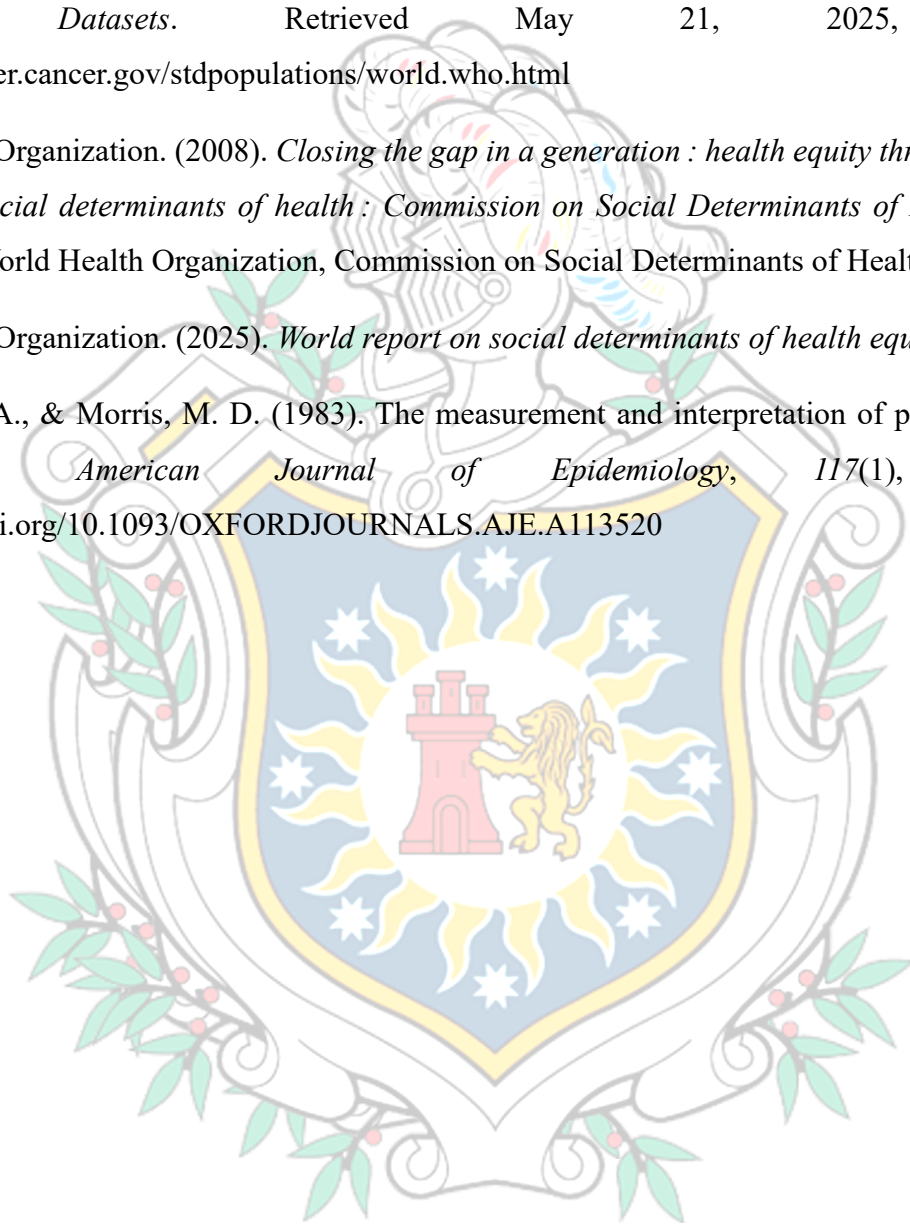 Datasets. Retrieved May 21, 2025,
er.cancer.gov/stdpopulations/world.who.html
Organization. (2008). Closing the gap in a generation : health equity thr
cial determinants of health : Commission on Social Determinants of
orld Health Organization, Commission on Social Determinants of Healt
Organization. (2025). World report on social determinants of health equ
A., & Morris, M. D. (1983). The measurement and interpretation of p
American Journal of Epidemiology, 117(1),
i.org/10.1093/OXFORDJOURNALS.AJE.A113520